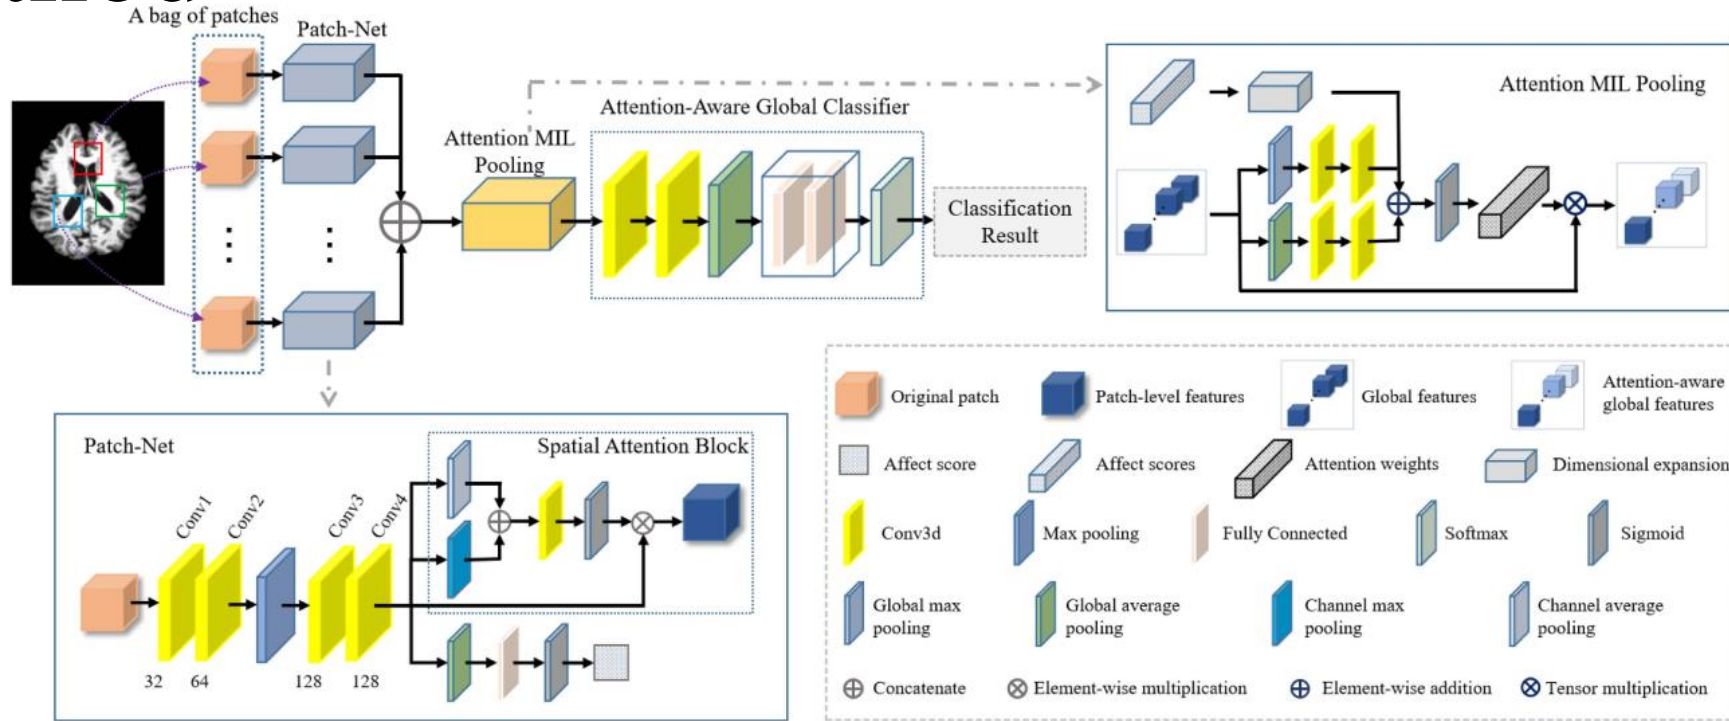 A bag of patches
Patch-Net
Attention MIL
Pooling
Attention-Aware Global Classifier
Classification
Result
Attention MIL Pooling
Patch-Net
Spatial Attention Block
Conv1
Conv2
Conv3
Conv4
32
64
128
128
Original patch
Patch-level features
Global features
Attention-aware
global features
Affect score
Affect scores
Attention weights
Dimensional expansion
Conv3d
Max pooling
Fully Connected
Softmax
Sigmoid
Global max
pooling
Global average
pooling
Channel max
pooling
Channel average
pooling
Concatenate
Element-wise multiplication
Element-wise addition
Tensor multiplication